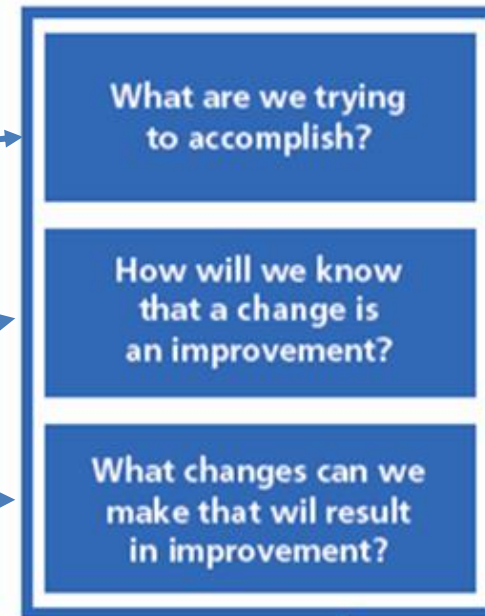 What are we trying
to accomplish?
How will we know
that a change is
an improvement?
What changes can we
make that wil result
in improvement?